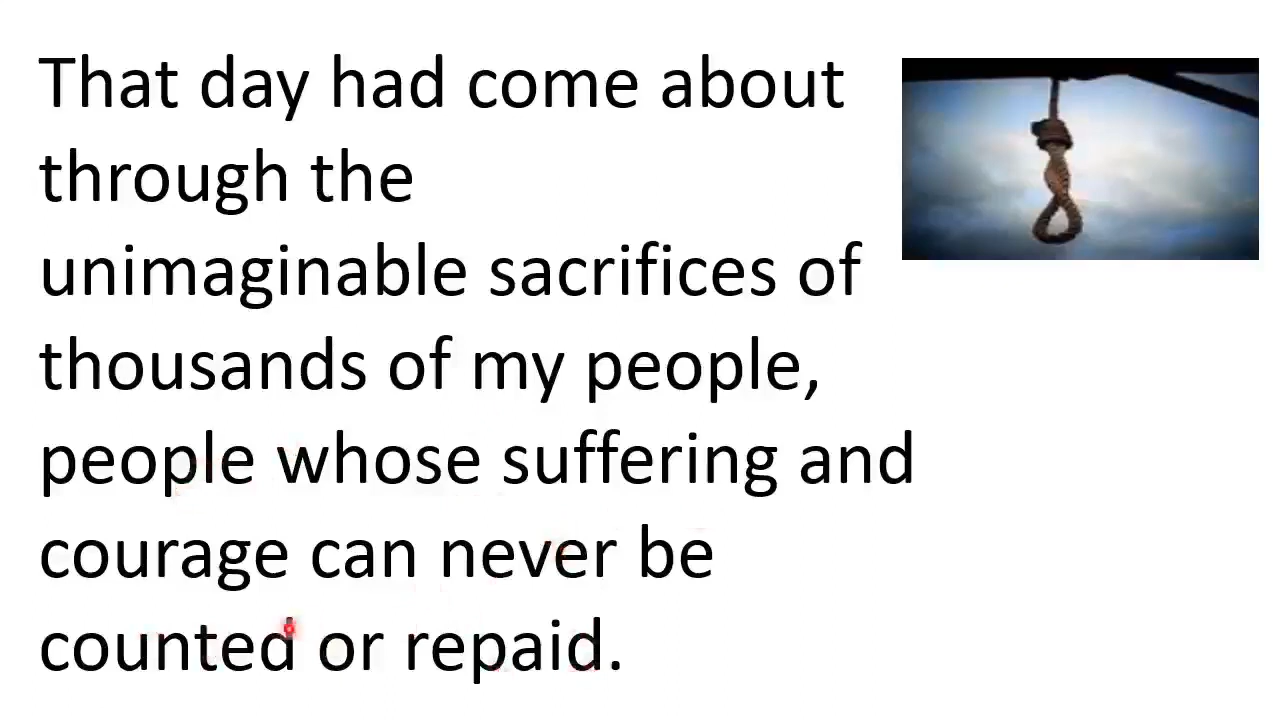 That day had come about
through the
unimaginable sacrifices of
thousands of my people,
people whose suffering and
courage can never be
counted or repaid.